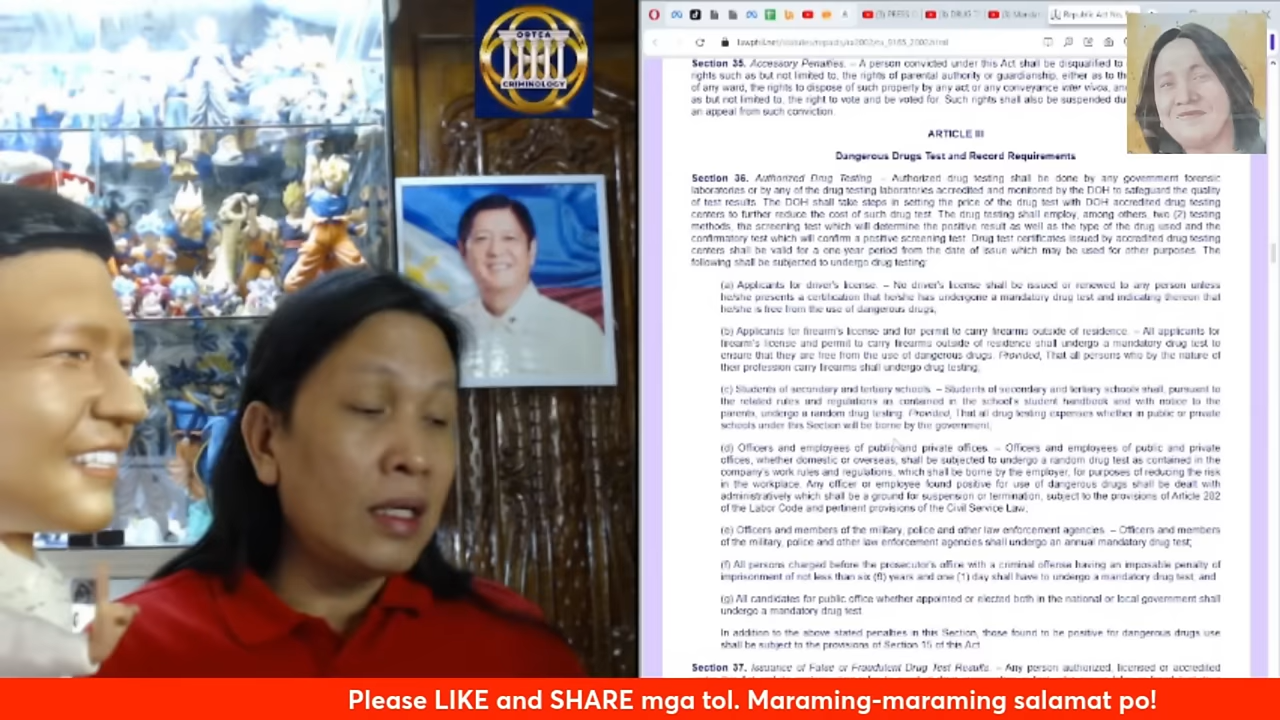 OBTCA
CRIMINOLOGY
Section 35. Accessory Penalties. – A person convicted under this Act shall be disqualified to
rights such as but not limited to, the rights of parental authority or guardianship, either as to the
of any ward, the rights to dispose of such property by any act or any conveyance inter vivos, and
as but not limited to, the right to vote and be voted for. Such rights shall also be suspended du
an appeal from such conviction.
ARTICLE III
Dangerous Drugs Test and Record Requirements
Section 36. Authorized Drug Testing. – Authorized drug testing shall be done by any government forensic
laboratories or by any of the drug testing laboratories accredited and monitored by the DOH to safeguard the quality
of test results. The DOH shall take steps in setting the price of the drug test with DOH accredited drug testing
centers to further reduce the cost of such drug test. The drug testing shall employ, among others, two (2) testing
methods, the screening test which will determine the positive result as well as the type of the drug used and the
confirmatory test which will confirm a positive screening test. Drug test certificates issued by accredited drug testing
centers shall be valid for a one-year period from the date of issue which may be used for other purposes. The
following shall be subjected to undergo drug testing:
(a) Applicants for driver's license. – No driver's license shall be issued or renewed to any person unless
he/she presents a certification that he/she has undergone a mandatory drug test and indicating thereon that
he/she is free from the use of dangerous drugs;
(b) Applicants for firearm's license and for permit to carry firearms outside of residence. – All applicants for
firearm's license and permit to carry firearms outside of residence shall undergo a mandatory drug test to
ensure that they are free from the use of dangerous drugs: Provided, That all persons who by the nature of
their profession carry firearms shall undergo drug testing;
(c) Students of secondary and tertiary schools. – Students of secondary and tertiary schools shall, pursuant to
the related rules and regulations as contained in the school's student handbook and with notice to the
parents, undergo a random drug testing: Provided, That all drug testing expenses whether in public or private
schools under this Section will be borne by the government;
(d) Officers and employees of public and private offices. – Officers and employees of public and private
offices, whether domestic or overseas, shall be subjected to undergo a random drug test as contained in the
company's work rules and regulations, which shall be borne by the employer, for purposes of reducing the risk
in the workplace. Any officer or employee found positive for use of dangerous drugs shall be dealt with
administratively which shall be a ground for suspension or termination, subject to the provisions of Article 282
of the Labor Code and pertinent provisions of the Civil Service Law;
(e) Officers and members of the military, police and other law enforcement agencies. – Officers and members
of the military, police and other law enforcement agencies shall undergo an annual mandatory drug test;
(f) All persons charged before the prosecutor's office with a criminal offense having an imposable penalty of
imprisonment of not less than six (6) years and one (1) day shall have to undergo a mandatory drug test; and
(g) All candidates for public office whether appointed or elected both in the national or local government shall
undergo a mandatory drug test.
In addition to the above stated penalties in this Section, those found to be positive for dangerous drugs use
shall be subject to the provisions of Section 15 of this Act.
Section 37. Issuance of False or Fraudulent Drug Test Results. – Any person authorized, licensed or accredited
Please LIKE and SHARE mga tol. Maraming-maraming salamat po!